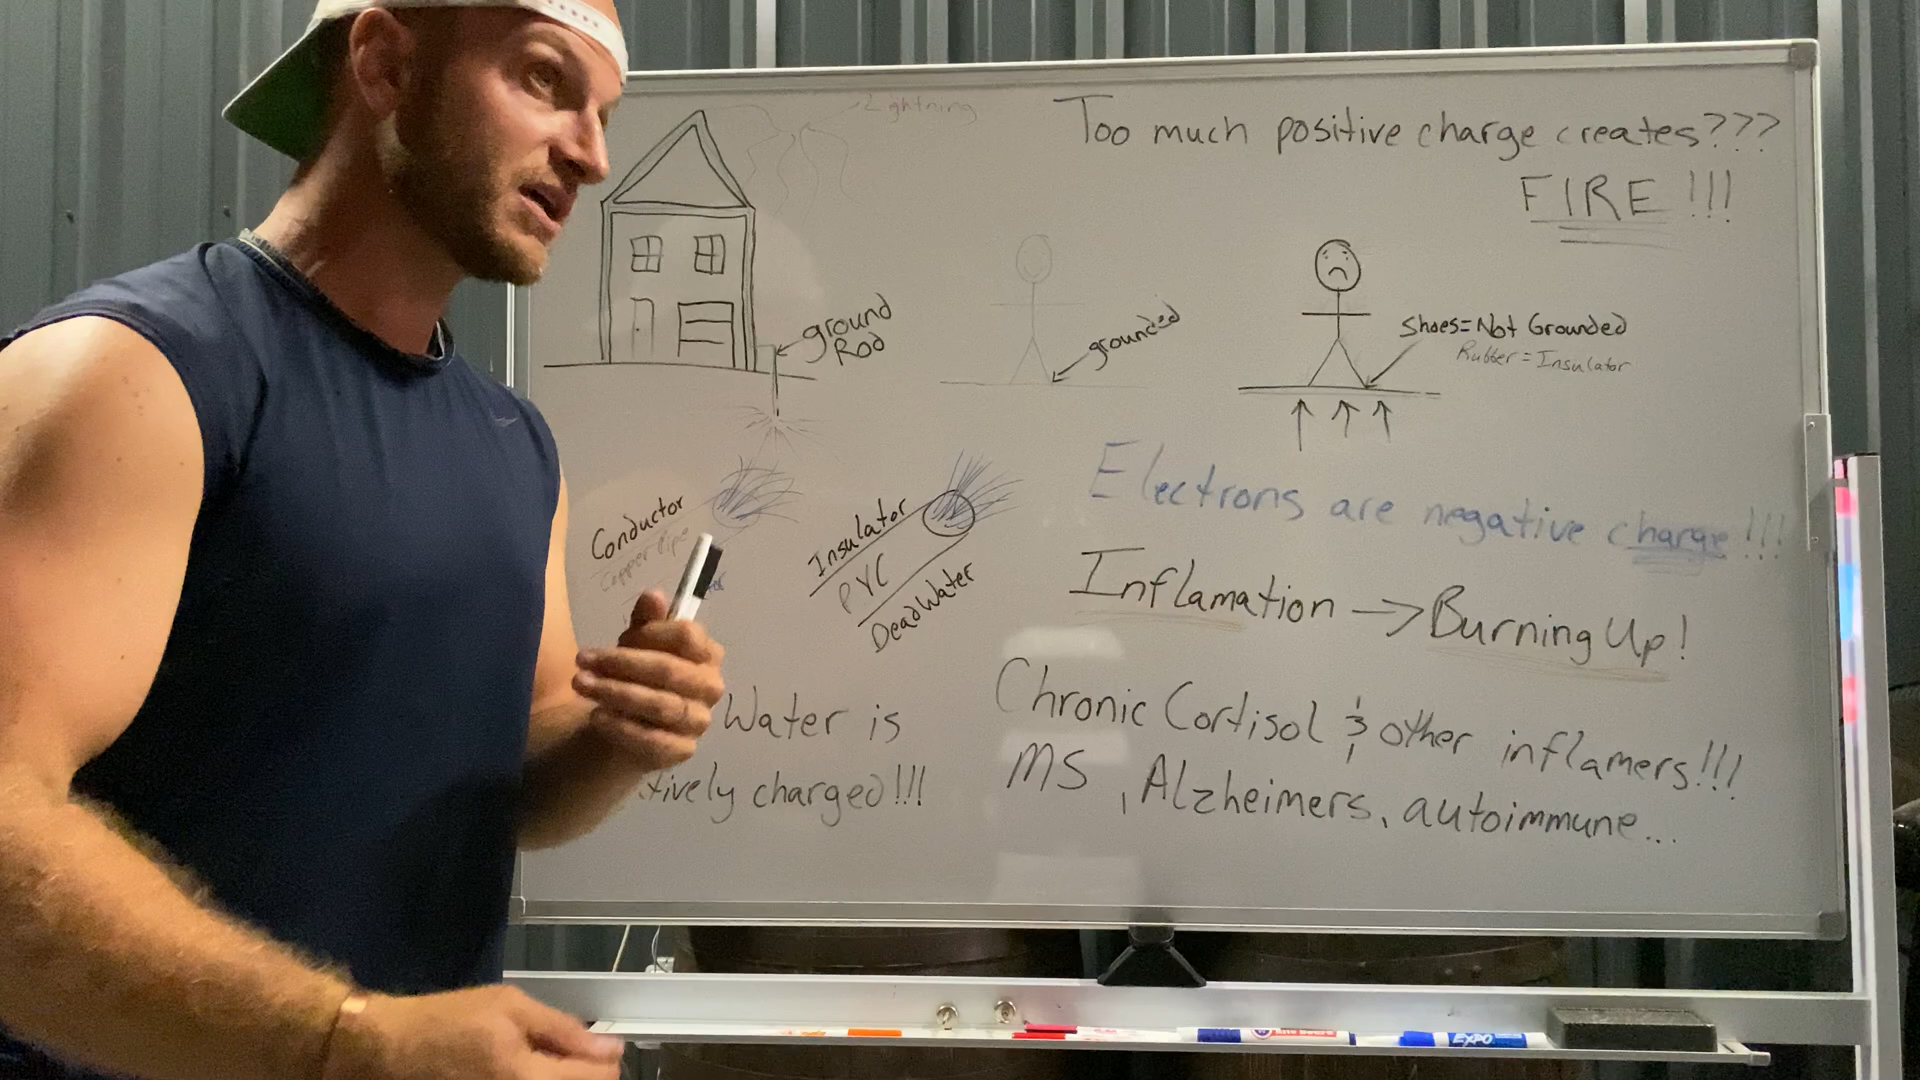 Lightning
Too much positive charge creates???
FIRE!!!
ground
Rod
grounded
Shoes=Not Grounded
Rubber = Insulator
Conductor
Copper Pipe
Insulator
PVC
Dead Water
Electrons are negative charge!!!
Inflamation → Burning Up!
Chronic Cortisol & other inflamers!!!
MS, Alzheimers, autoimmune...
Water is
tively charged!!!
EXPO